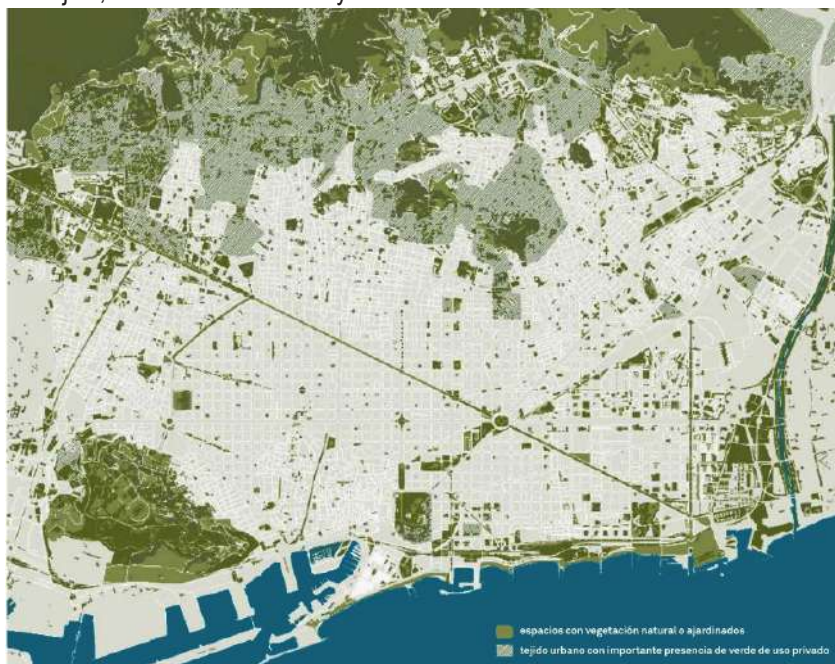 espacios con vegetación natural o ajardinados
tejido urbano con importante presencia de verde de uso privado